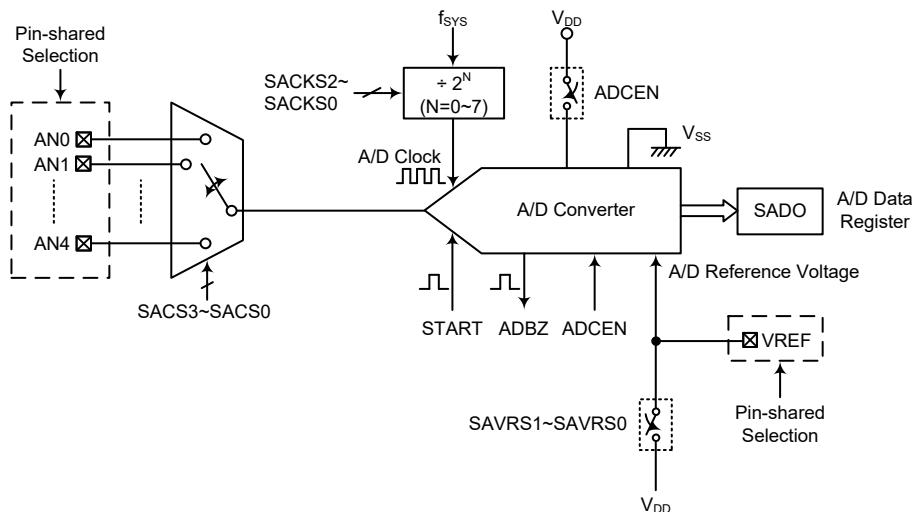 Pin-shared
Selection
AN0
AN1
AN4
SACS3~SACS0
fSYS
SACKS2~
SACKS0
÷ 2^N
(N=0~7)
A/D Clock
VDD
ADCEN
VSS
A/D Converter
SADO
A/D Data
Register
START
ADBZ
ADCEN
A/D Reference Voltage
VREF
Pin-shared
Selection
SAVRS1~SAVRS0
VDD